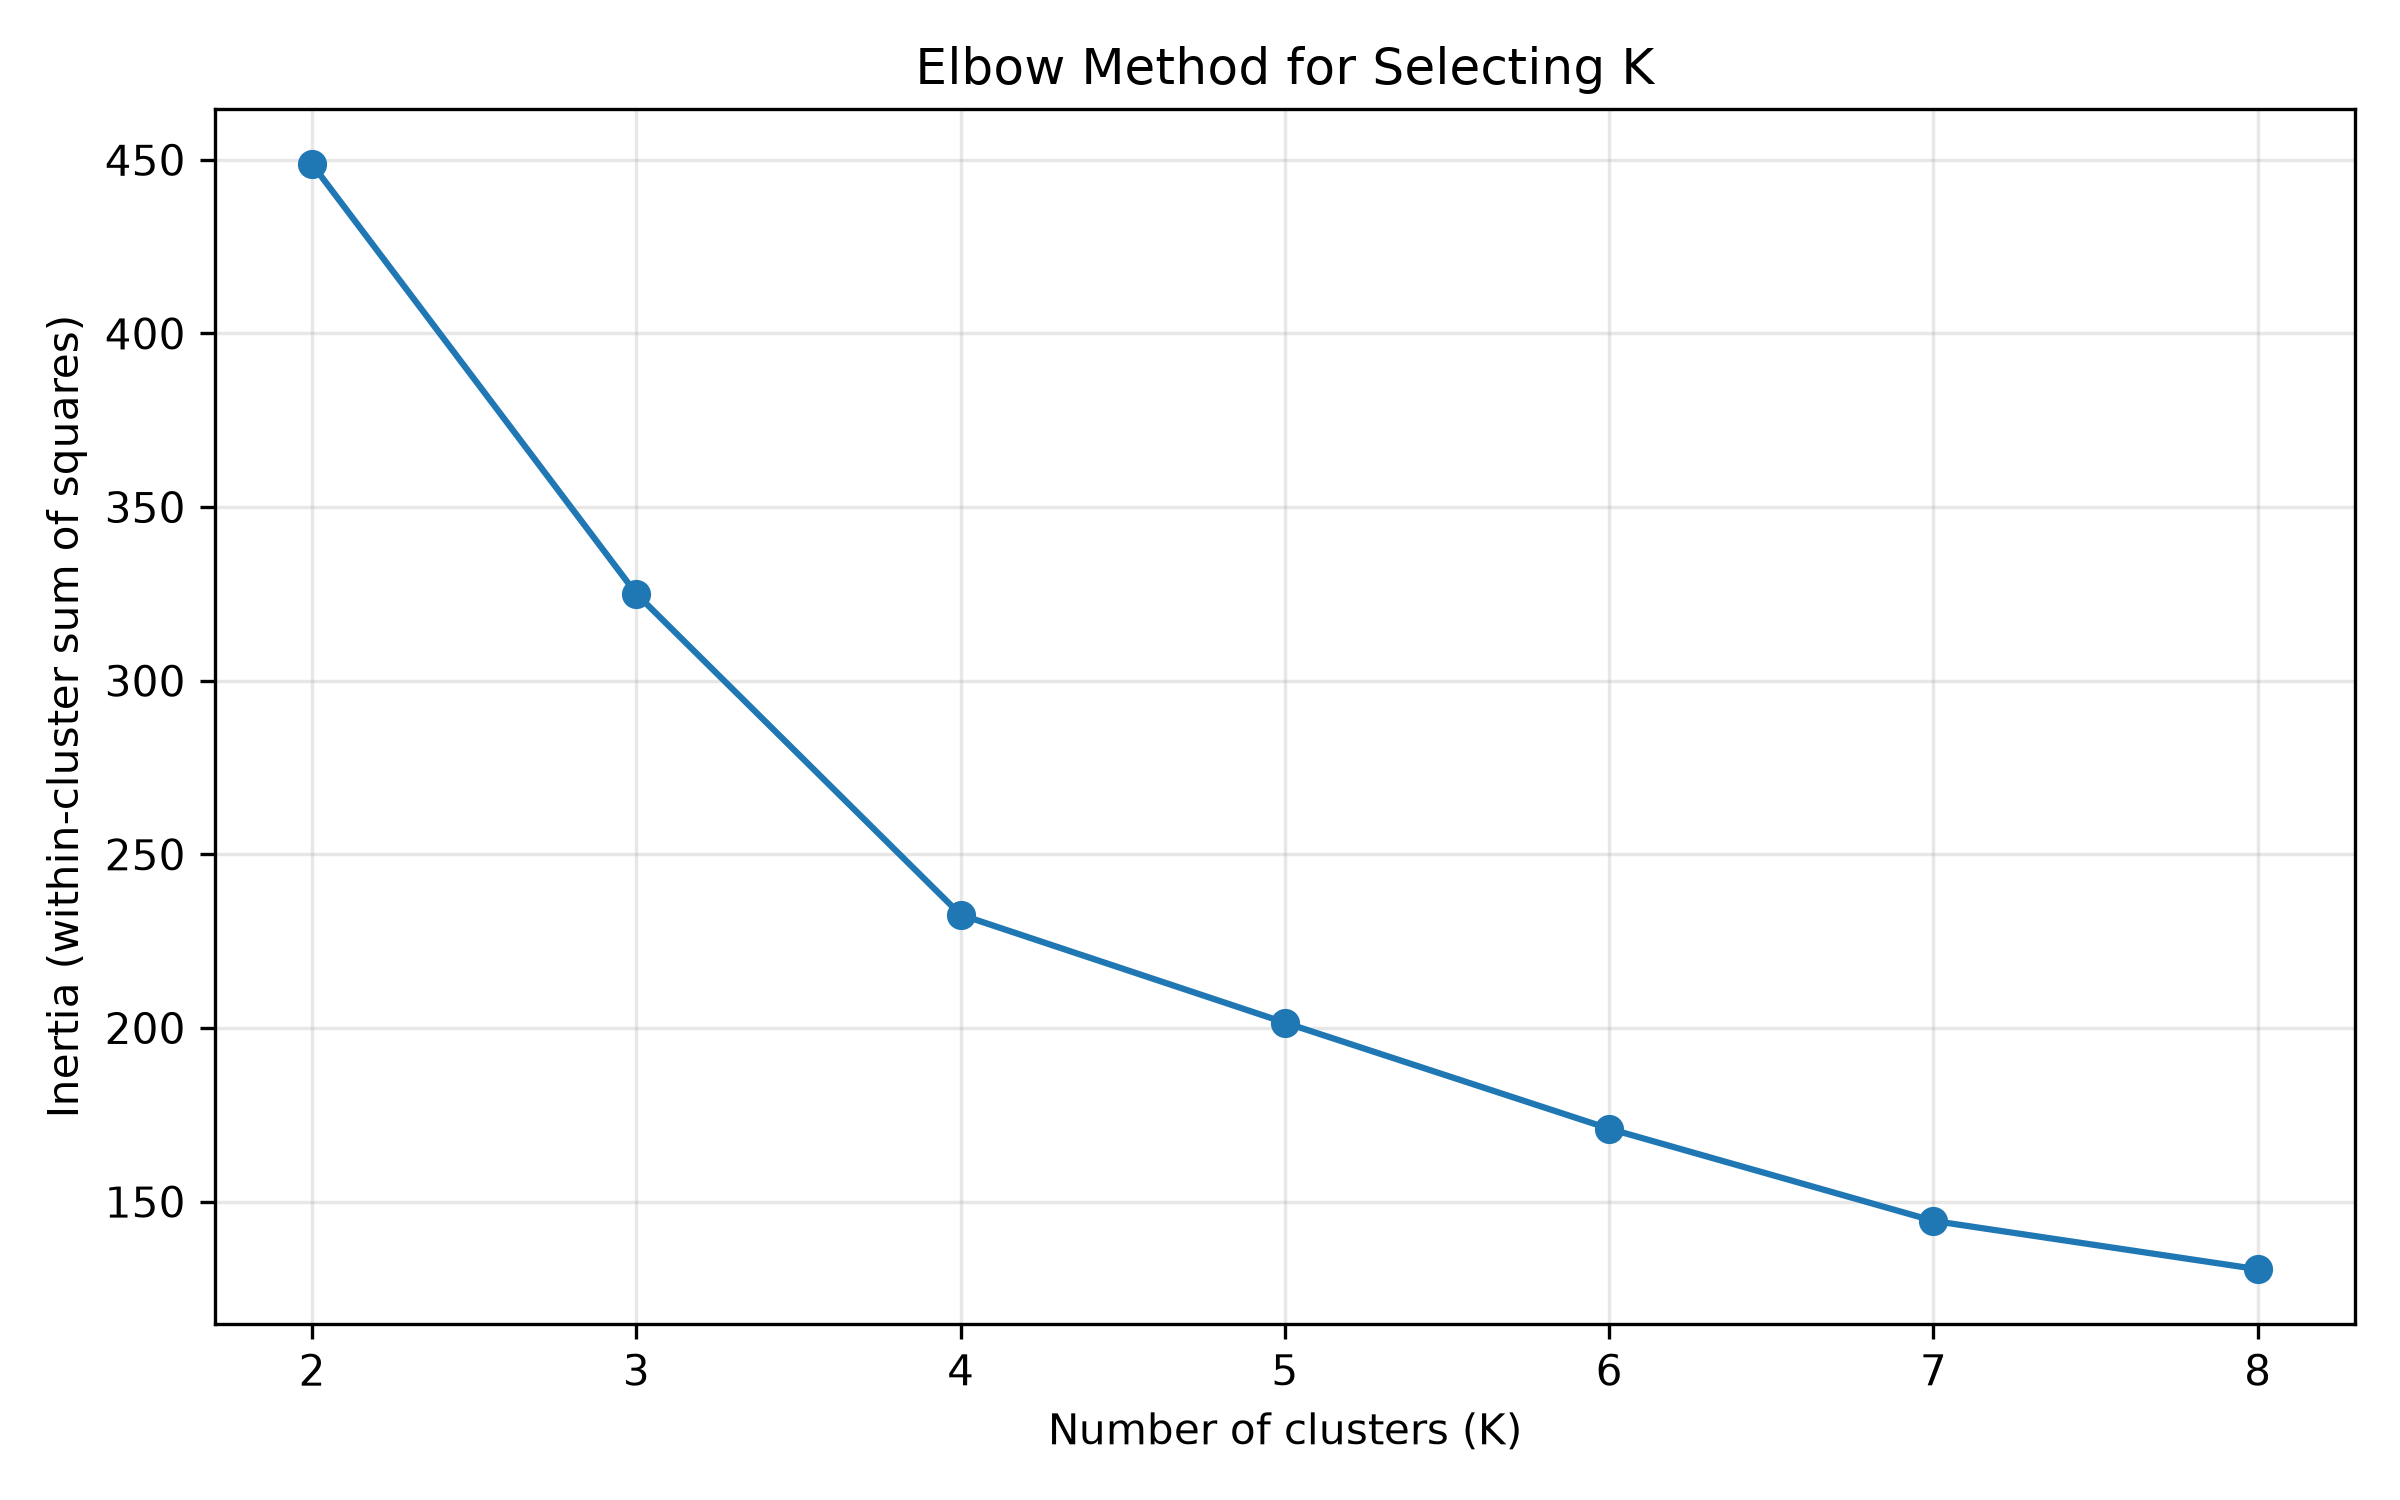 Elbow Method for Selecting K
Inertia (within-cluster sum of squares)
450
400
350
300
250
200
150
2 3 4 5 6 7 8
Number of clusters (K)